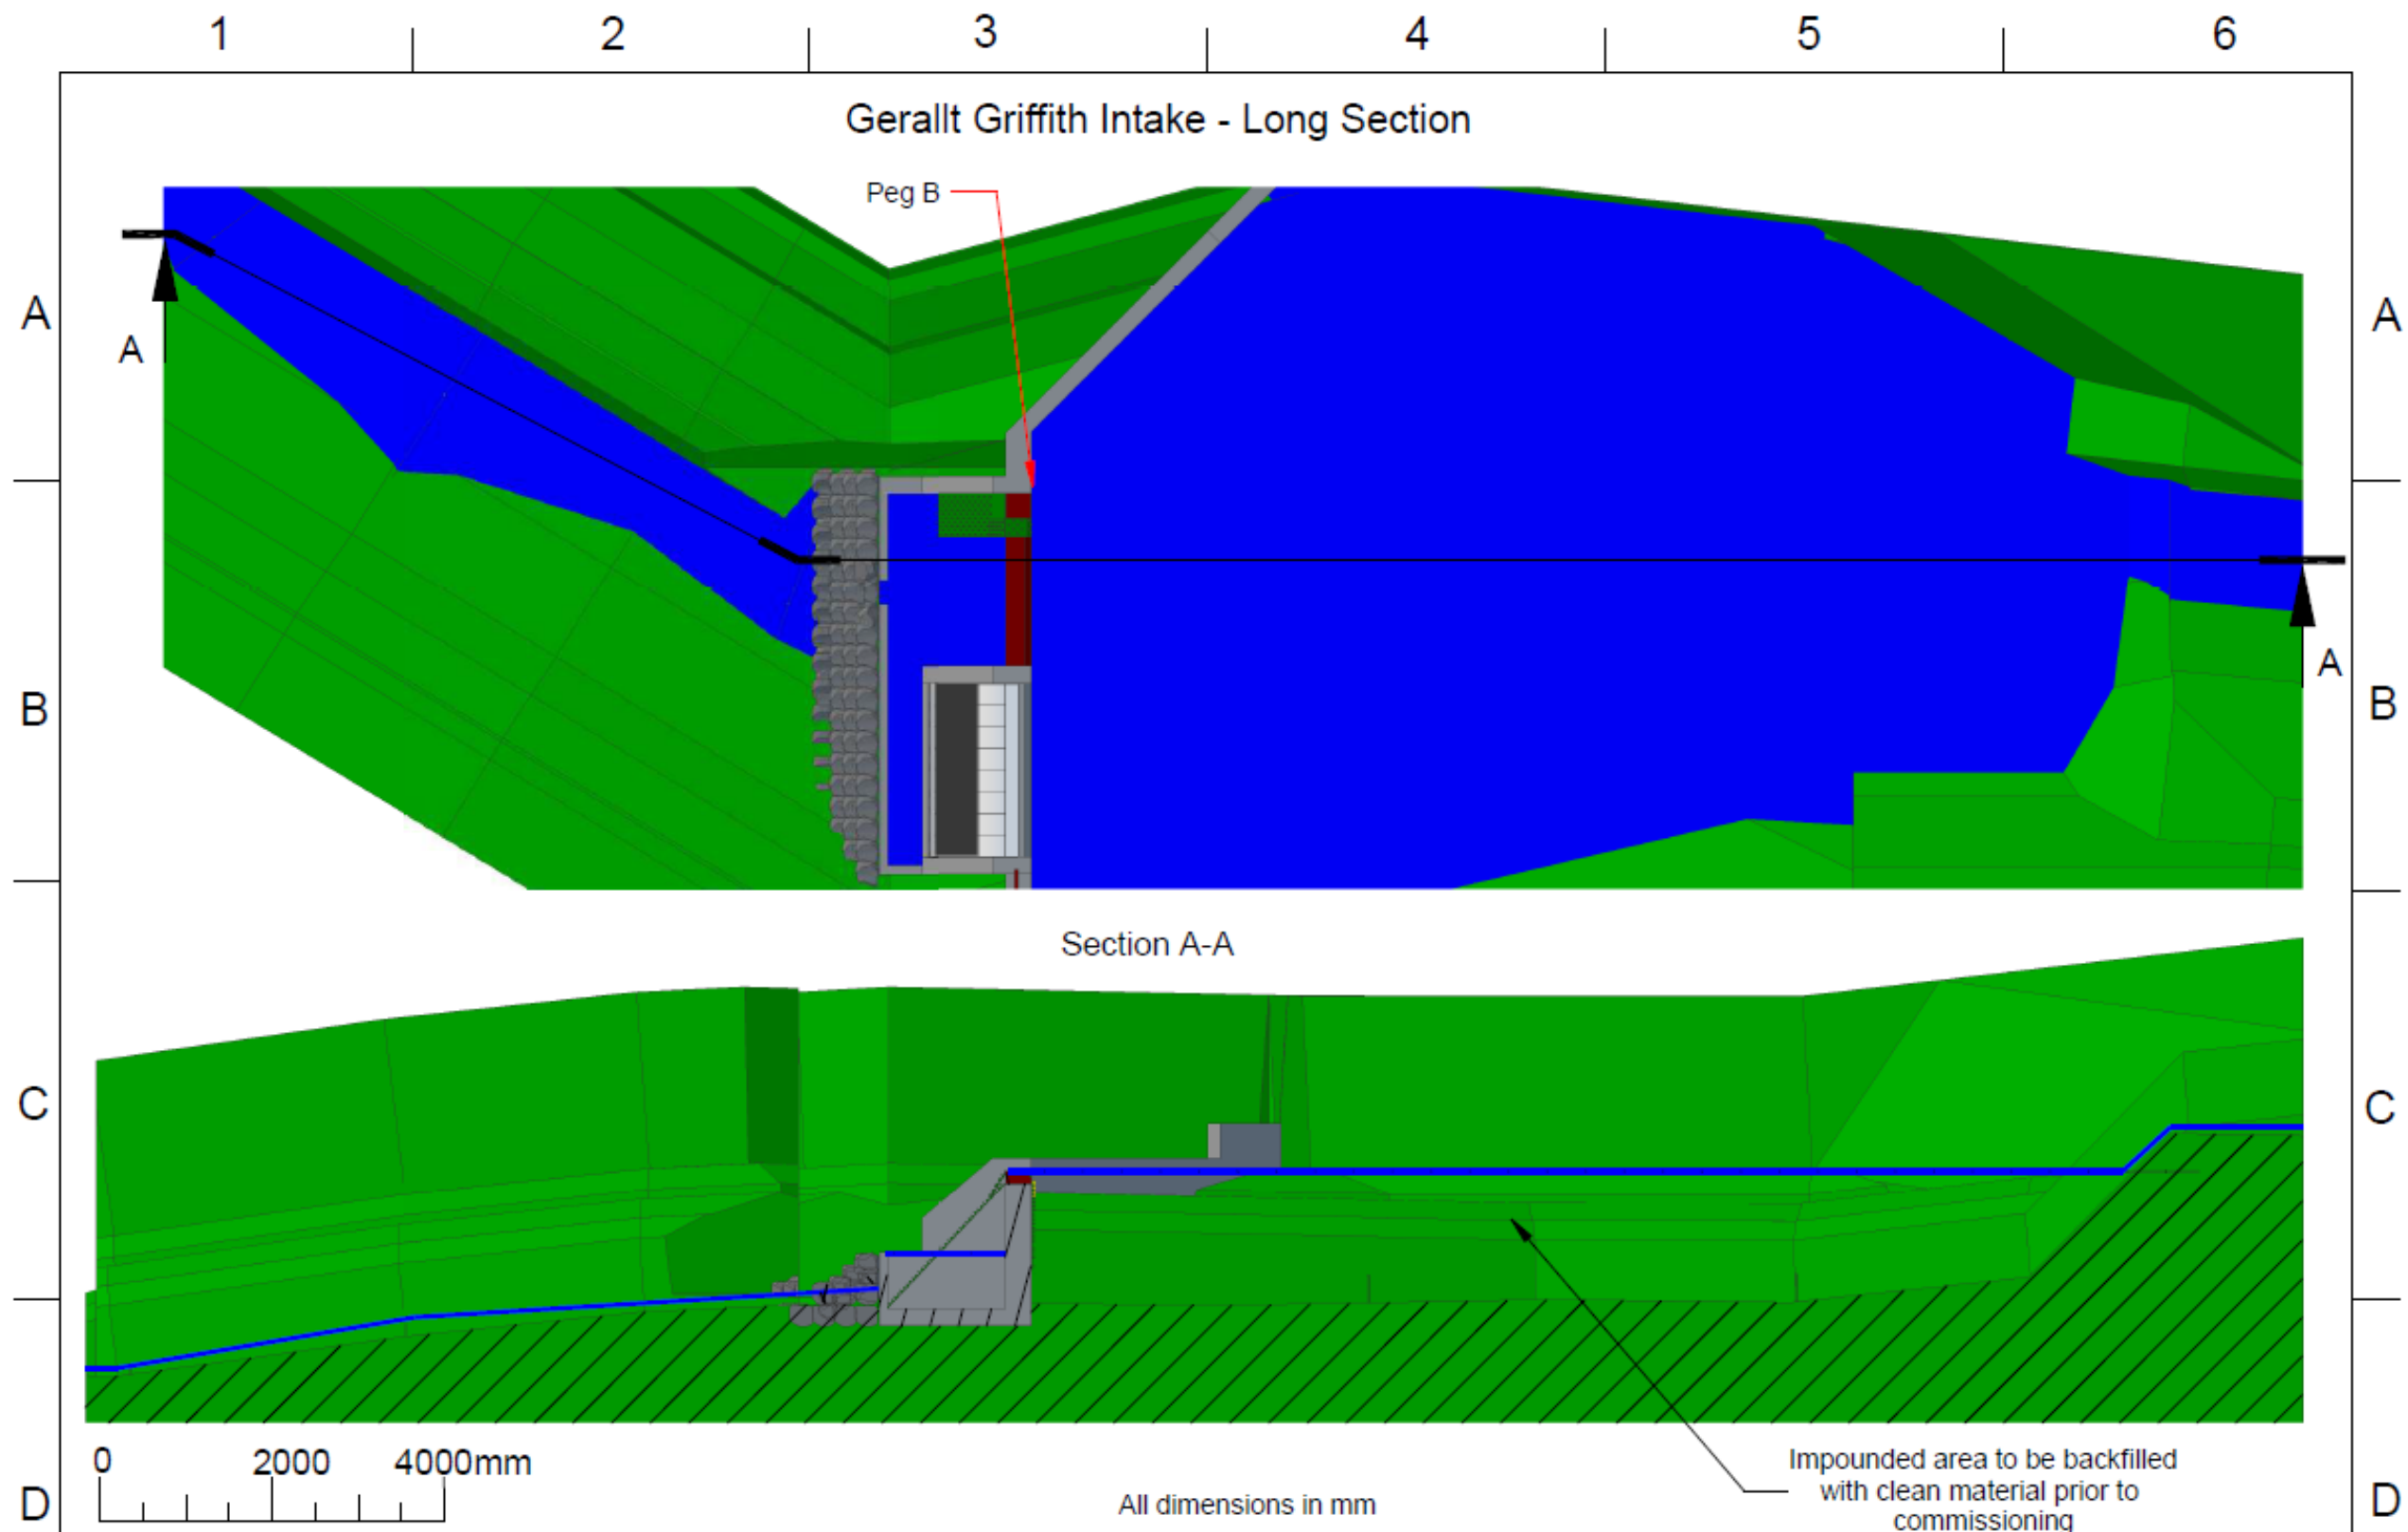 1 2 3 4 5 6
Gerallt Griffith Intake - Long Section
Peg B
A A
A
A
B B
Section A-A
C C
0 2000 4000mm
Impounded area to be backfilled
with clean material prior to
commissioning
All dimensions in mm
D D